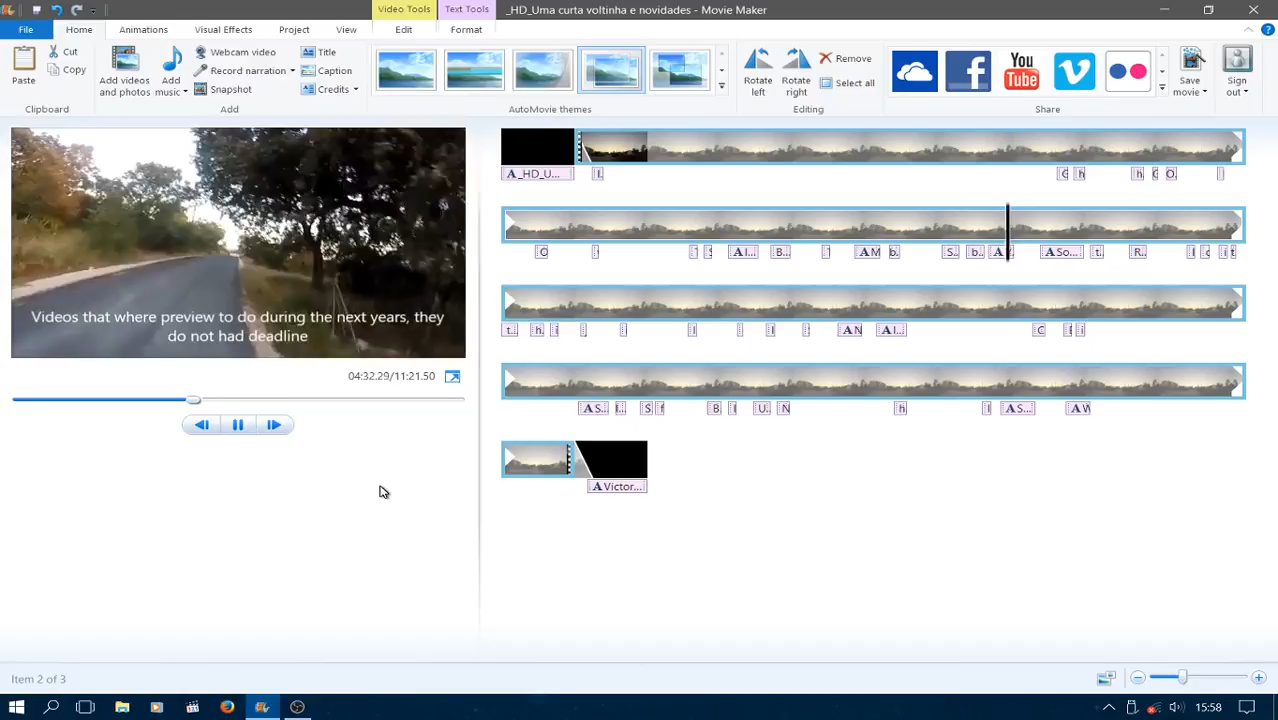 Video Tools
Text Tools
_HD_Uma curta voltinha e novidades - Movie Maker
File
Home
Animations
Visual Effects
Project
View
Edit
Format
Paste
Cut
Copy
Clipboard
Add videos
and photos
Add
music
Webcam video
Record narration
Snapshot
Title
Caption
Credits
Add
AutoMovie themes
Rotate
left
Rotate
right
Remove
Select all
Editing
You
Tube
Share
Save
movie
Sign
out
Videos that where preview to do during the next years, they
do not had deadline
04:32.29/11:21.50
A _HD_U...
A I...
B...
A M
S...
b...
A So...
t...
R...
t...
h...
A N
A I...
A S...
I...
S
f
B
U...
N
h
A S...
A W
A Victor...
Item 2 of 3
15:58